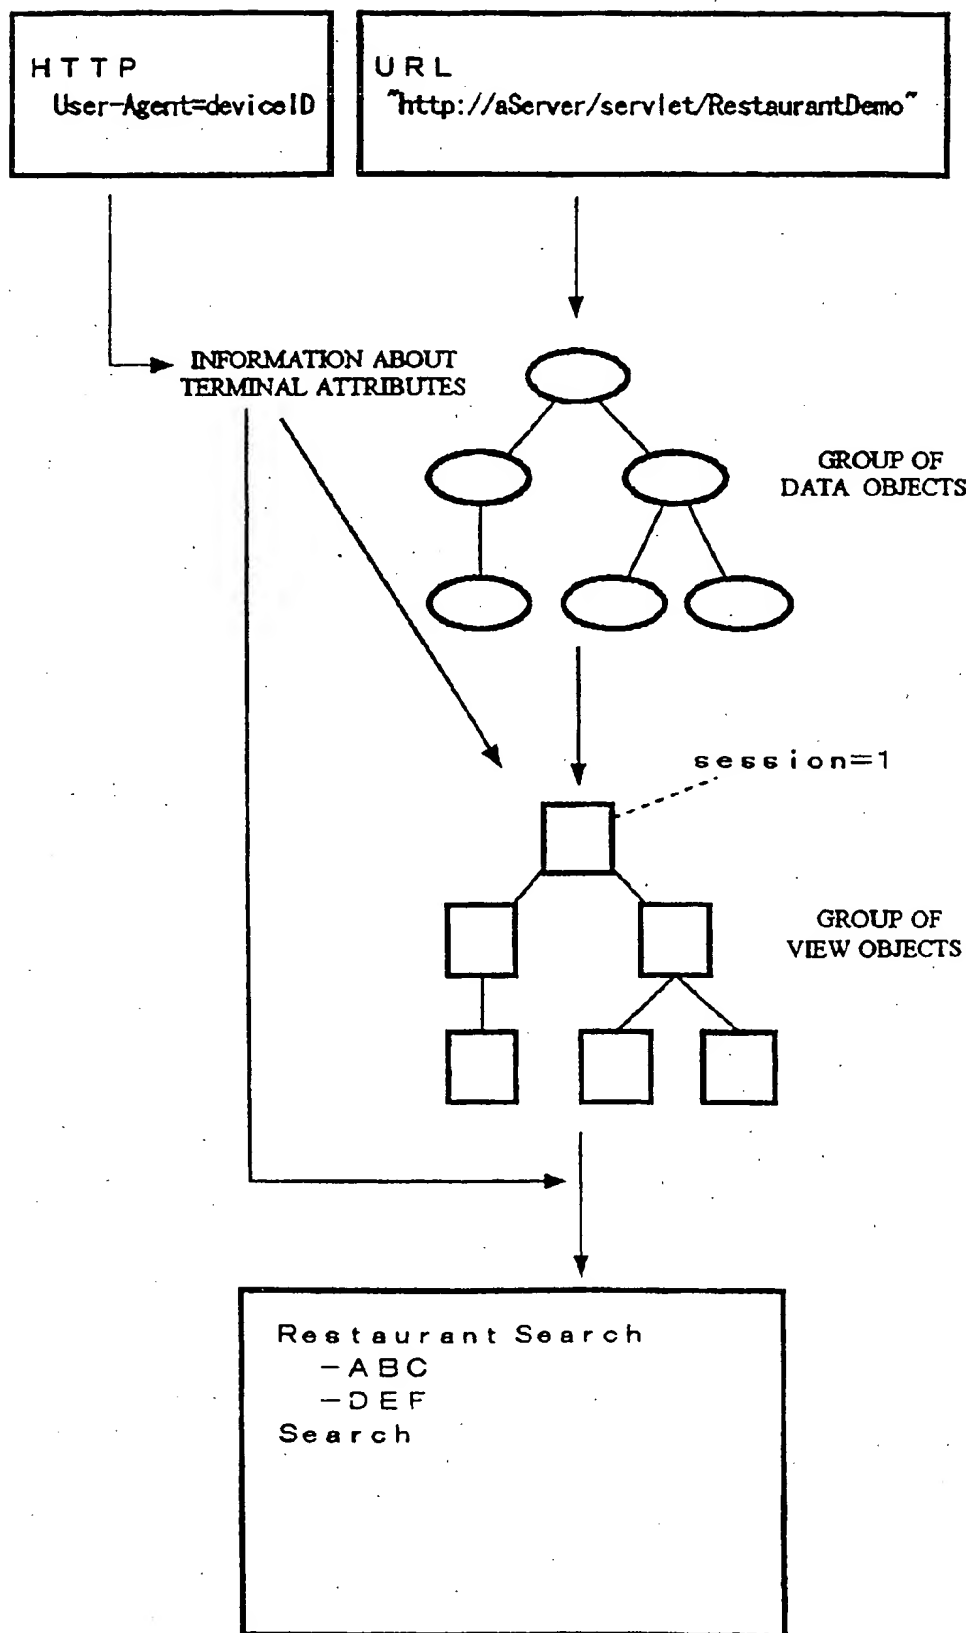 HTTP
User-Agent=deviceID
URL
"http://aServer/servlet/RestaurantDemo"
INFORMATION ABOUT
TERMINAL ATTRIBUTES
GROUP OF
DATA OBJECTS
session=1
GROUP OF
VIEW OBJECTS
Restaurant Search
-ABC
-DEF
Search